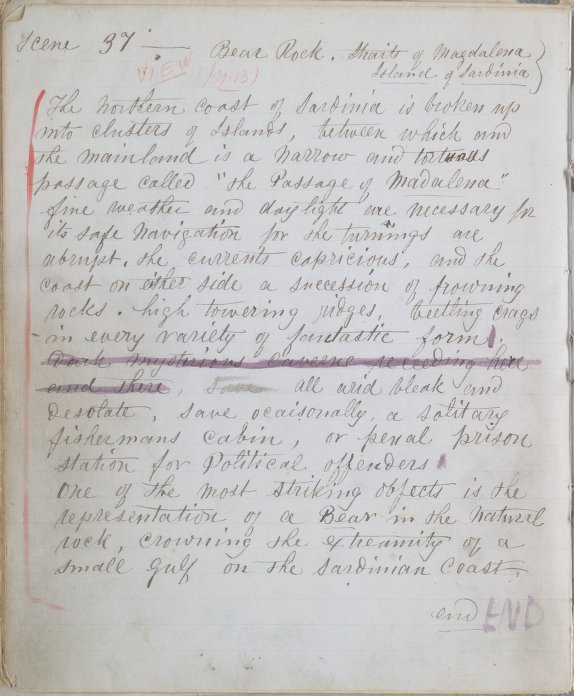 Scene 37 — Bear Rock. Straits of Magdalena
Island of Sardinia
VIEW
The Northern Coast of Sardinia is broken up
into clusters of Islands, between which and
the mainland is a narrow and tortuous
passage called "the Passage of Madalena"
fine weather and daylight are necessary for
its safe navigation for the turnings are
abrupt, the currents capricious, and the
coast on either side a succession of frowning
rocks. high towering ridges, beetling crags
in every variety of fantastic form,
Dark mysterious caverns receeding here
and there, save all arid bleak and
Desolate, save ocaisonally, a solitary
fishermans cabin, or penal prison
station for Political offenders
One of the most striking objects is the
representation of a Bear in the natural
rock, crowning the extreamity of a
small gulf on the Sardinian Coast.
end END